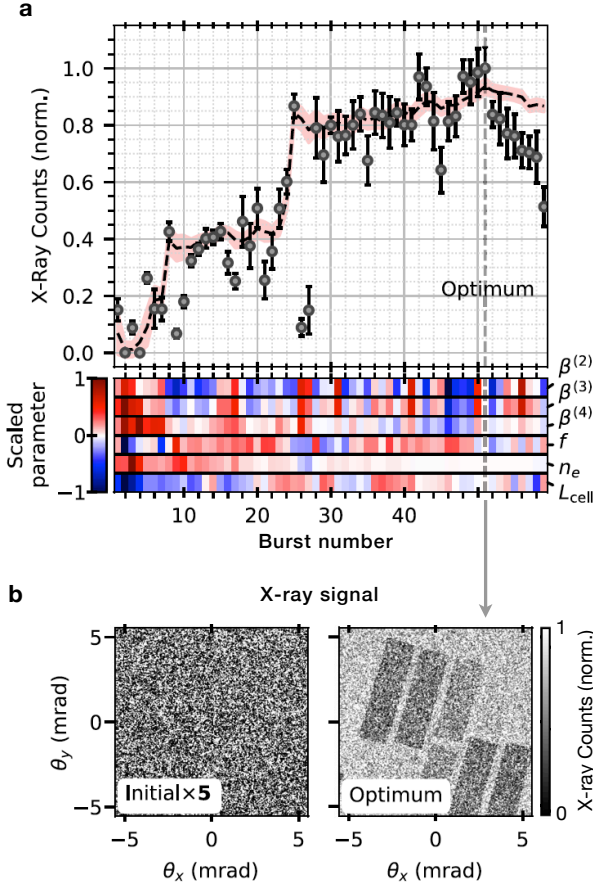 a
X-Ray Counts (norm.)
1.0
0.8
0.6
0.4
0.2
0.0
Optimum
Scaled
parameter
1
0
−1
β(2)
β(3)
β(4)
f
nₑ
L_cell
10 20 30 40
Burst number
b
X-ray signal
θy (mrad)
5
0
−5
Initial×5
Optimum
−5 0 5
−5 0 5
θx (mrad)
θx (mrad)
1
0
X-ray Counts (norm.)